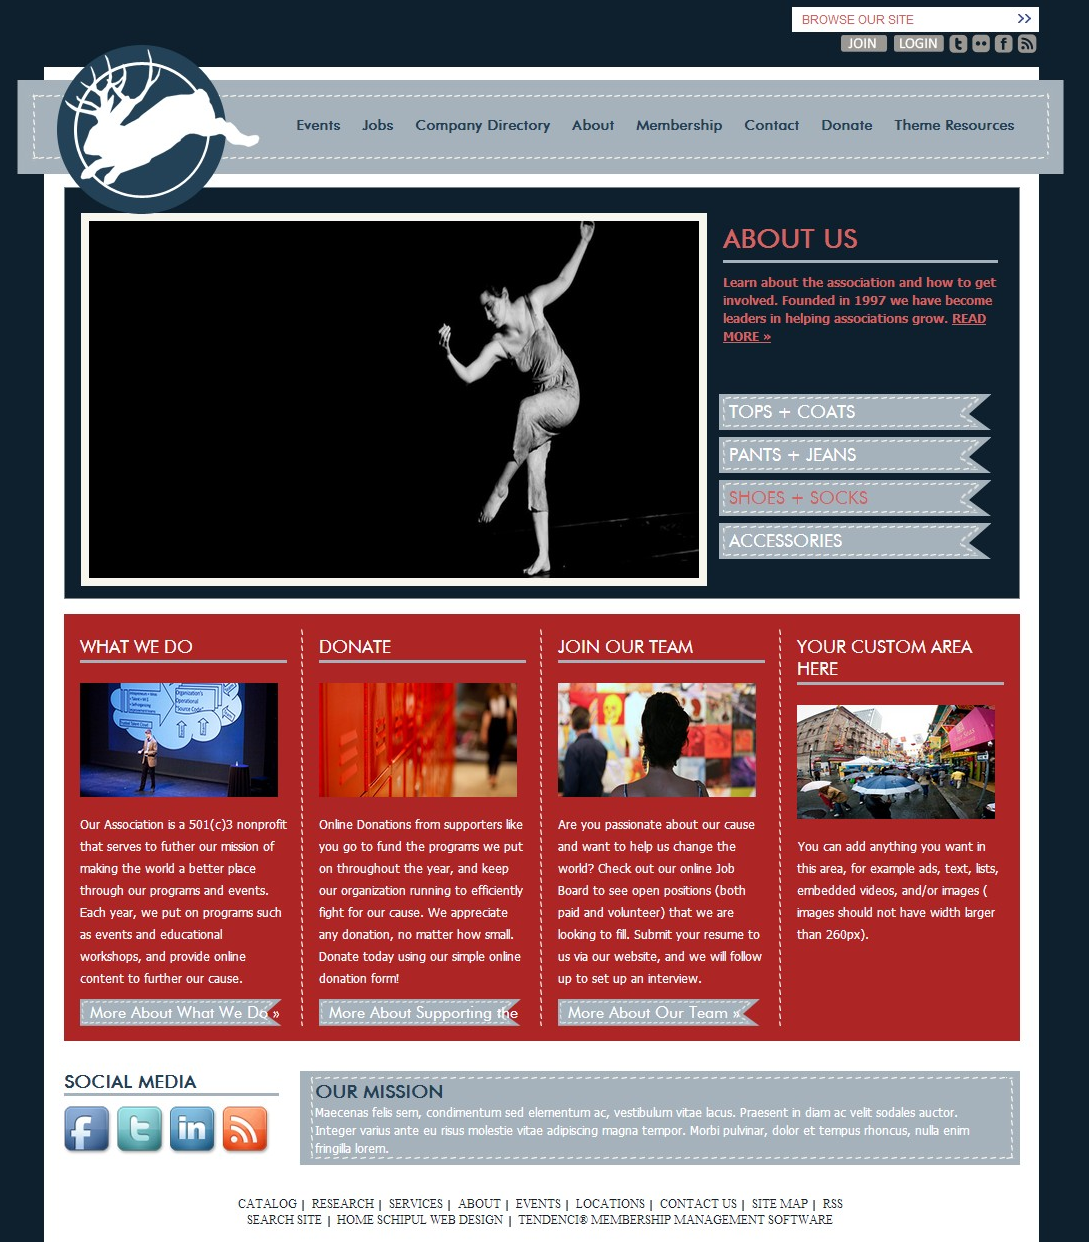 BROWSE OUR SITE >>
JOIN LOGIN
Events Jobs Company Directory About Membership Contact Donate Theme Resources
ABOUT US
Learn about the association and how to get
involved. Founded in 1997 we have become
leaders in helping associations grow. READ
MORE »
TOPS + COATS
PANTS + JEANS
SHOES + SOCKS
ACCESSORIES
WHAT WE DO
Organization's
Operational
"Source Code"
Our Association is a 501(c)3 nonprofit
that serves to futher our mission of
making the world a better place
through our programs and events.
Each year, we put on programs such
as events and educational
workshops, and provide online
content to further our cause.
More About What We Do »
DONATE
Online Donations from supporters like
you go to fund the programs we put
on throughout the year, and keep
our organization running to efficiently
fight for our cause. We appreciate
any donation, no matter how small.
Donate today using our simple online
donation form!
More About Supporting the
JOIN OUR TEAM
Are you passionate about our cause
and want to help us change the
world? Check out our online Job
Board to see open positions (both
paid and volunteer) that we are
looking to fill. Submit your resume to
us via our website, and we will follow
up to set up an interview.
More About Our Team »
YOUR CUSTOM AREA
HERE
You can add anything you want in
this area, for example ads, text, lists,
embedded videos, and/or images (
images should not have width larger
than 260px).
SOCIAL MEDIA
OUR MISSION
Maecenas felis sem, condimentum sed elementum ac, vestibulum vitae lacus. Praesent in diam ac velit sodales auctor.
Integer varius ante eu risus molestie vitae adipiscing magna tempor. Morbi pulvinar, dolor et tempus rhoncus, nulla enim
fringilla lorem.
CATALOG | RESEARCH | SERVICES | ABOUT | EVENTS | LOCATIONS | CONTACT US | SITE MAP | RSS
SEARCH SITE | HOME SCHIPUL WEB DESIGN | TENDENCI® MEMBERSHIP MANAGEMENT SOFTWARE